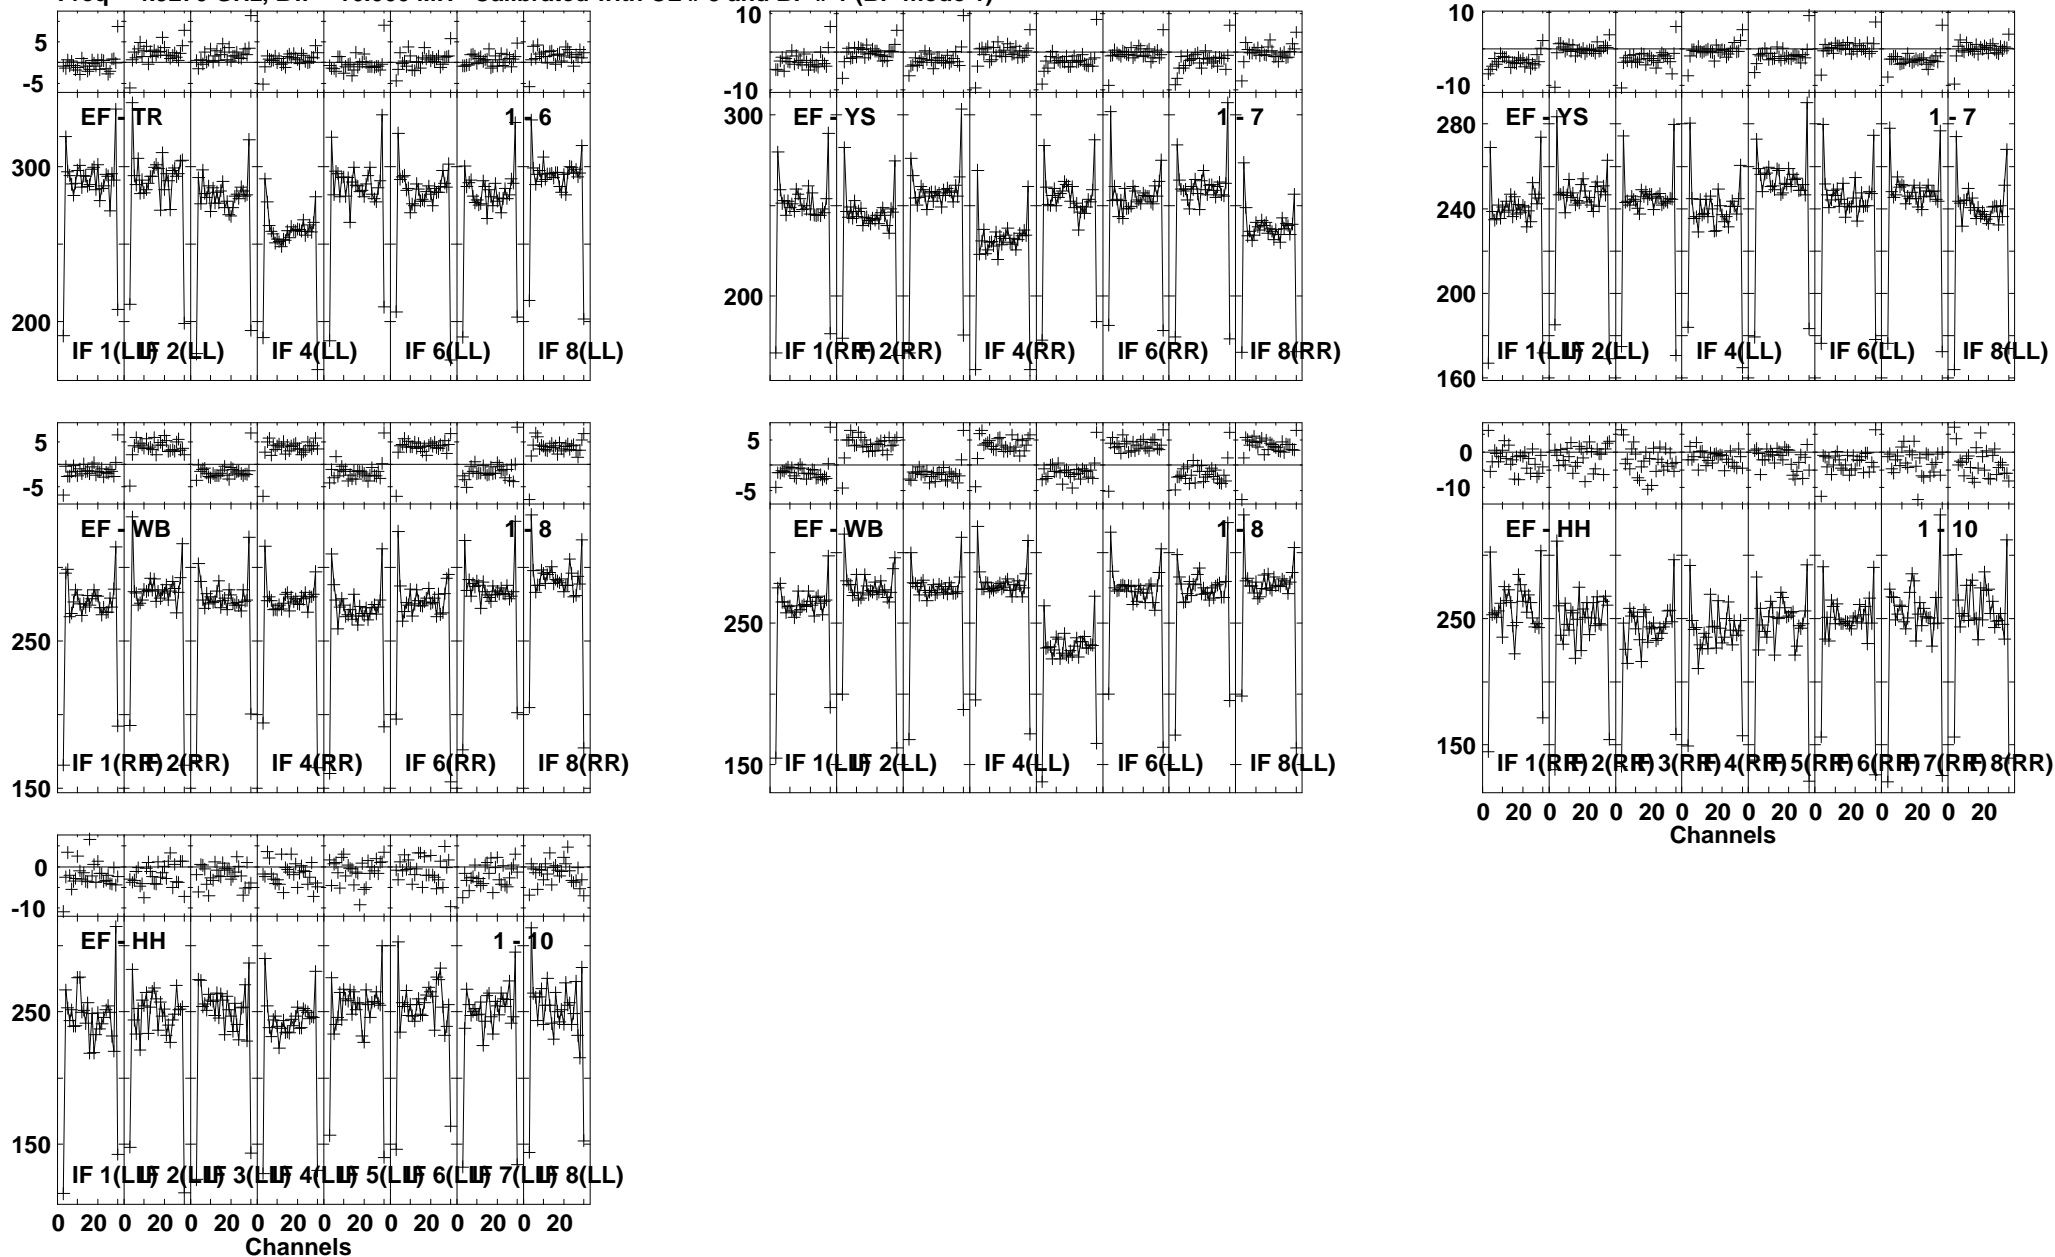 5
-5
EF - TR 1 - 6
300
200
IF 1(LL) IF 2(LL) IF 4(LL) IF 6(LL) IF 8(LL)
10
-10
300
EF - YS 1 - 7
200
IF 1(RR) IF 2(RR) IF 4(RR) IF 6(RR) IF 8(RR)
10
-10
280
EF - YS 1 - 7
240
200
160
IF 1(LL) IF 2(LL) IF 4(LL) IF 6(LL) IF 8(LL)
5
-5
EF - WB 1 - 8
250
150
IF 1(RR) IF 2(RR) IF 4(RR) IF 6(RR) IF 8(RR)
5
-5
EF - WB 1 - 8
250
150
IF 1(LL) IF 2(LL) IF 4(LL) IF 6(LL) IF 8(LL)
0
-10
EF - HH 1 - 10
250
150
IF 1(RR) IF 2(RR) IF 3(RR) IF 4(RR) IF 5(RR) IF 6(RR) IF 7(RR) IF 8(RR)
0 20 0 20 0 20 0 20 0 20 0 20 0 20 0 20
Channels
0
-10
EF - HH 1 - 10
250
150
IF 1(LL) IF 2(LL) IF 3(LL) IF 4(LL) IF 5(LL) IF 6(LL) IF 7(LL) IF 8(LL)
0 20 0 20 0 20 0 20 0 20 0 20 0 20 0 20
Channels